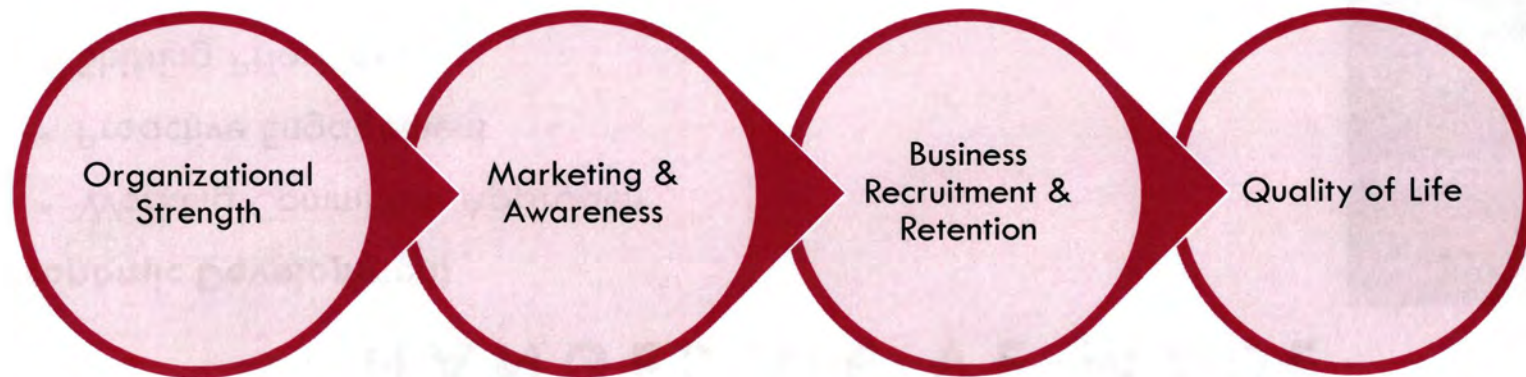 Organizational
Strength
Marketing &
Awareness
Business
Recruitment &
Retention
Quality of Life